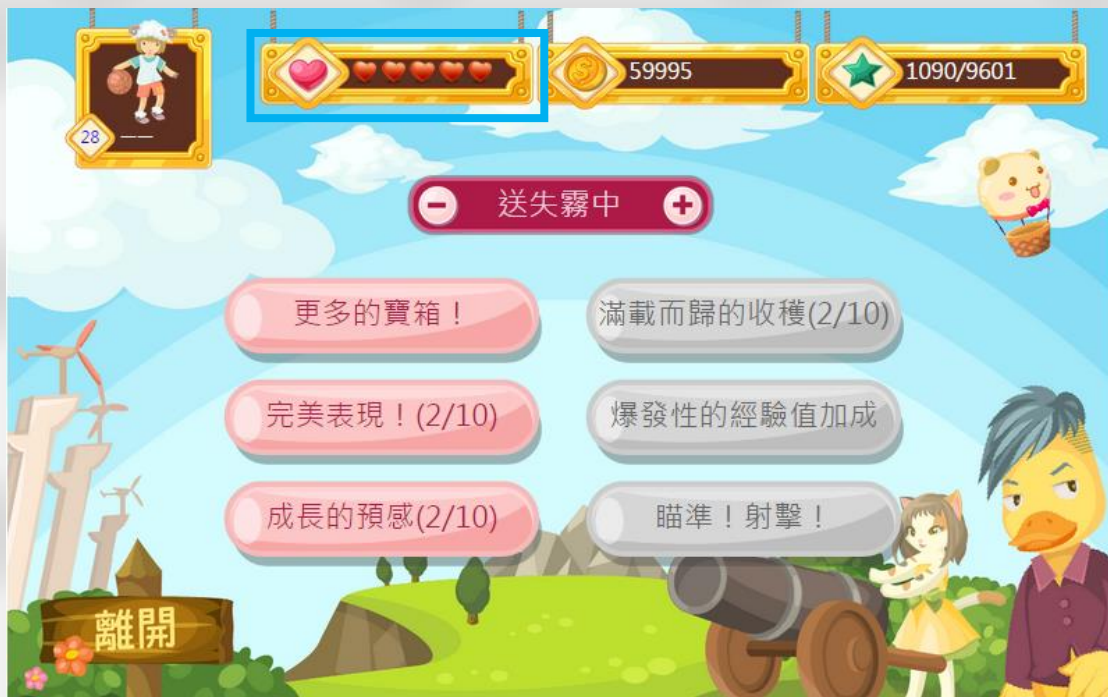 59995
1090/9601
28 一一
送失霧中
更多的寶箱！
滿載而歸的收穫(2/10)
完美表現！(2/10)
爆發性的經驗值加成
成長的預感(2/10)
瞄準！射擊！
離開